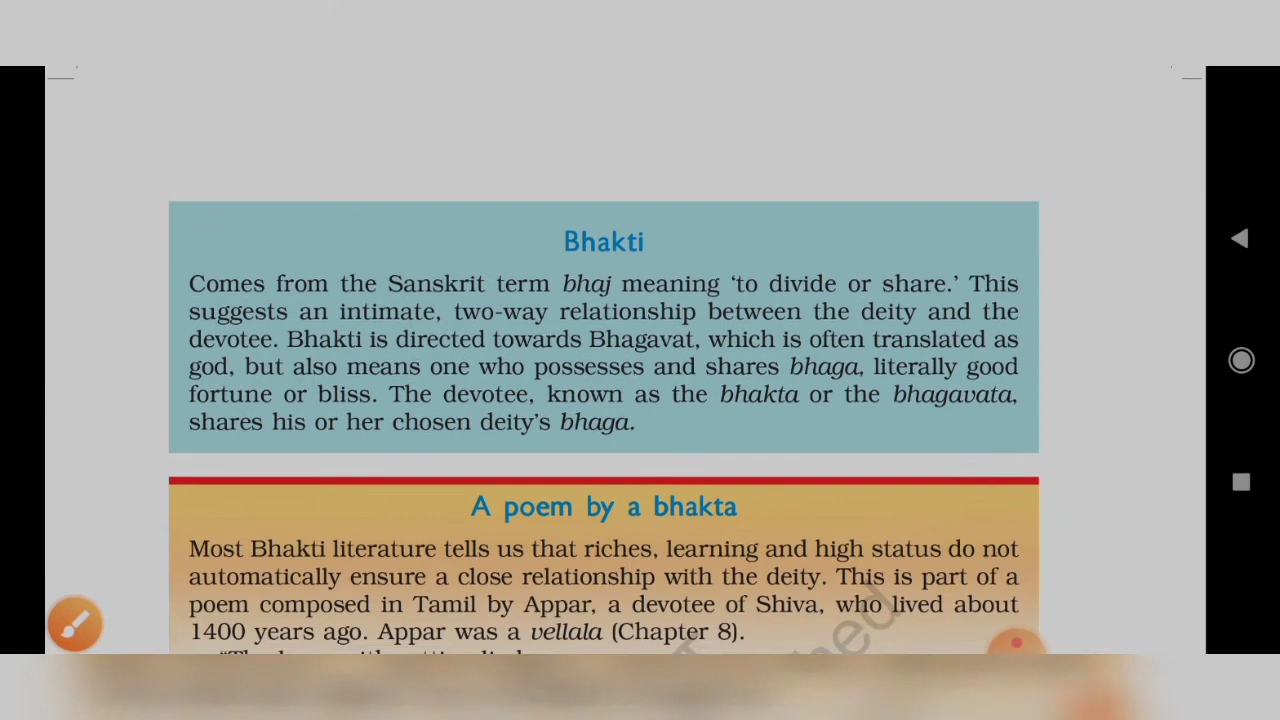 Bhakti
Comes from the Sanskrit term bhaj meaning ‘to divide or share.’ This
suggests an intimate, two-way relationship between the deity and the
devotee. Bhakti is directed towards Bhagavat, which is often translated as
god, but also means one who possesses and shares bhaga, literally good
fortune or bliss. The devotee, known as the bhakta or the bhagavata,
shares his or her chosen deity’s bhaga.
A poem by a bhakta
Most Bhakti literature tells us that riches, learning and high status do not
automatically ensure a close relationship with the deity. This is part of a
poem composed in Tamil by Appar, a devotee of Shiva, who lived about
1400 years ago. Appar was a vellala (Chapter 8).